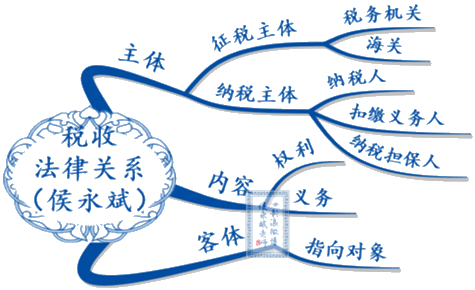 税收
法律关系
（侯永斌）
主体
征税主体
税务机关
海关
纳税主体
纳税人
扣缴义务人
纳税担保人
内容
权利
义务
客体
指向对象